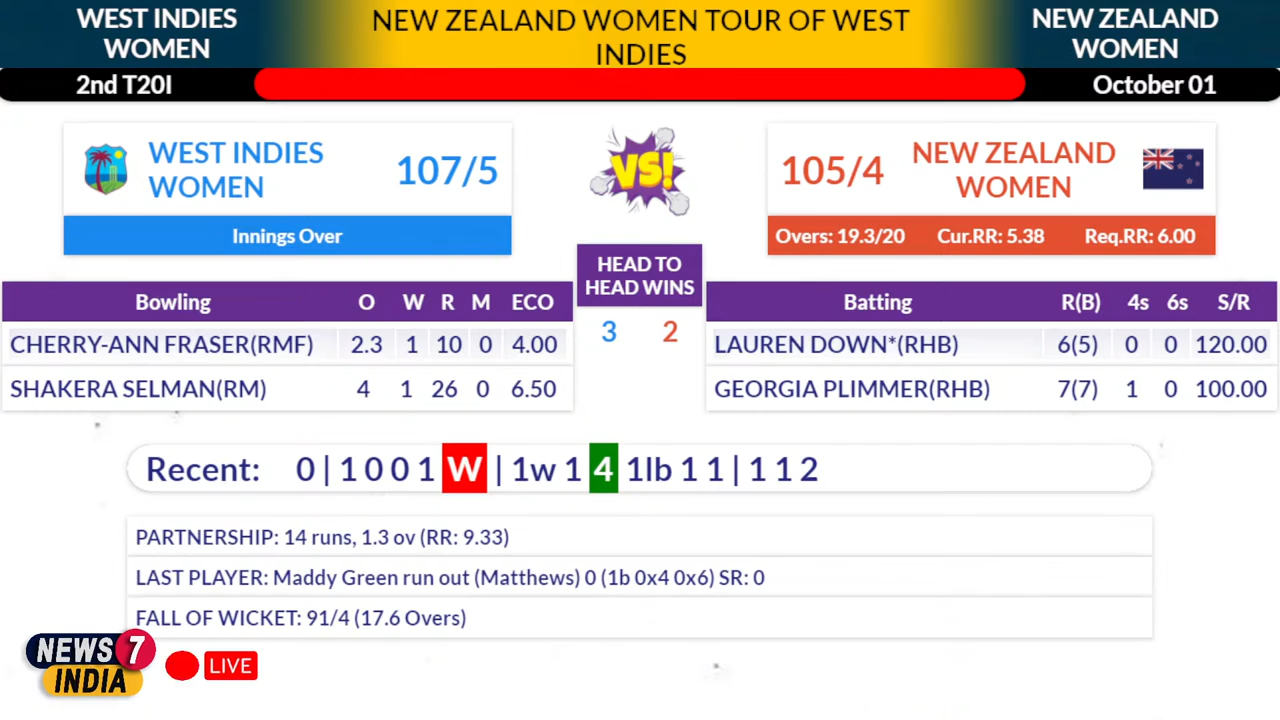 WEST INDIES
WOMEN
NEW ZEALAND WOMEN TOUR OF WEST
INDIES
NEW ZEALAND
WOMEN
2nd T20I
October 01
WEST INDIES
WOMEN
107/5
Innings Over
VS!
105/4
NEW ZEALAND
WOMEN
Overs: 19.3/20 Cur.RR: 5.38 Req.RR: 6.00
HEAD TO
HEAD WINS
3 2
Bowling O W R M ECO
CHERRY-ANN FRASER(RMF) 2.3 1 10 0 4.00
SHAKERA SELMAN(RM) 4 1 26 0 6.50
Batting R(B) 4s 6s S/R
LAUREN DOWN*(RHB) 6(5) 0 0 120.00
GEORGIA PLIMMER(RHB) 7(7) 1 0 100.00
Recent: 0 | 1 0 0 1 W | 1w 1 4 1lb 1 1 | 1 1 2
PARTNERSHIP: 14 runs, 1.3 ov (RR: 9.33)
LAST PLAYER: Maddy Green run out (Matthews) 0 (1b 0x4 0x6) SR: 0
FALL OF WICKET: 91/4 (17.6 Overs)
NEWS 7
INDIA
LIVE